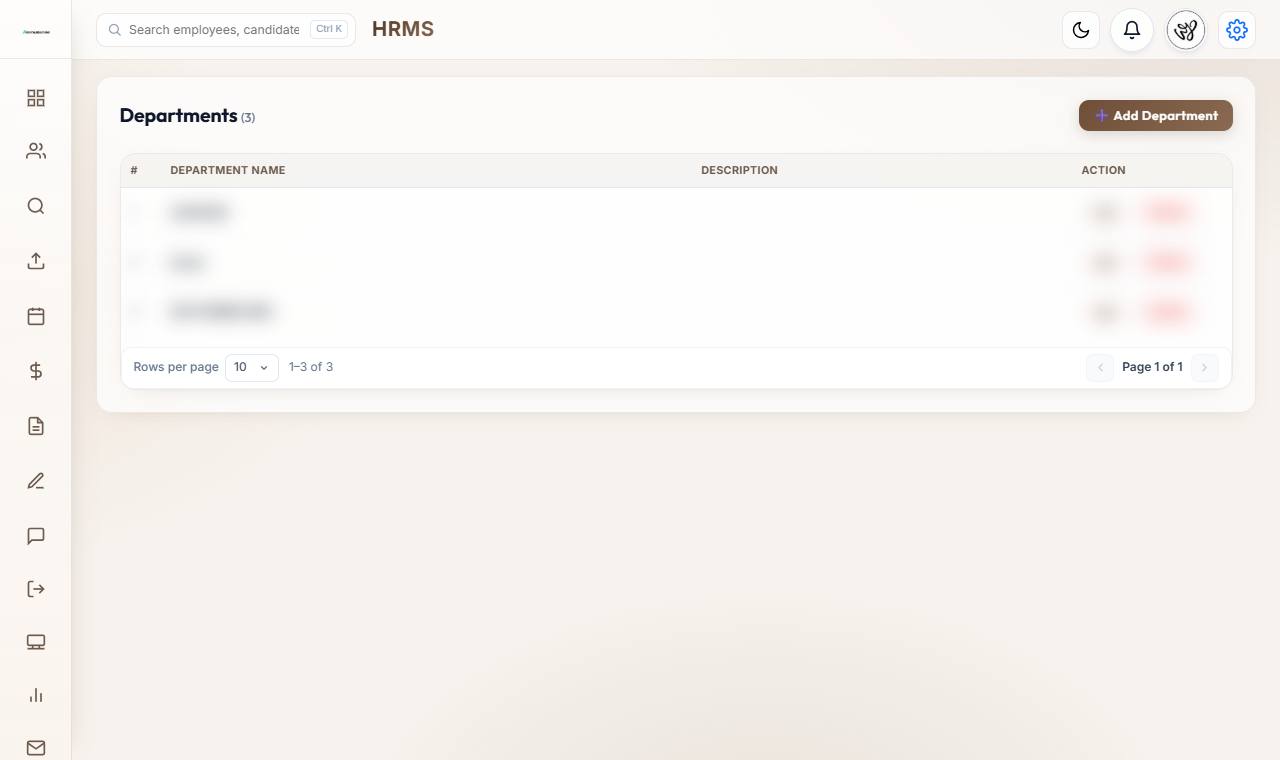 Search employees, candidate
Ctrl K
HRMS
Departments (3)
Add Department
#
DEPARTMENT NAME
DESCRIPTION
ACTION
Rows per page
10
1–3 of 3
Page 1 of 1